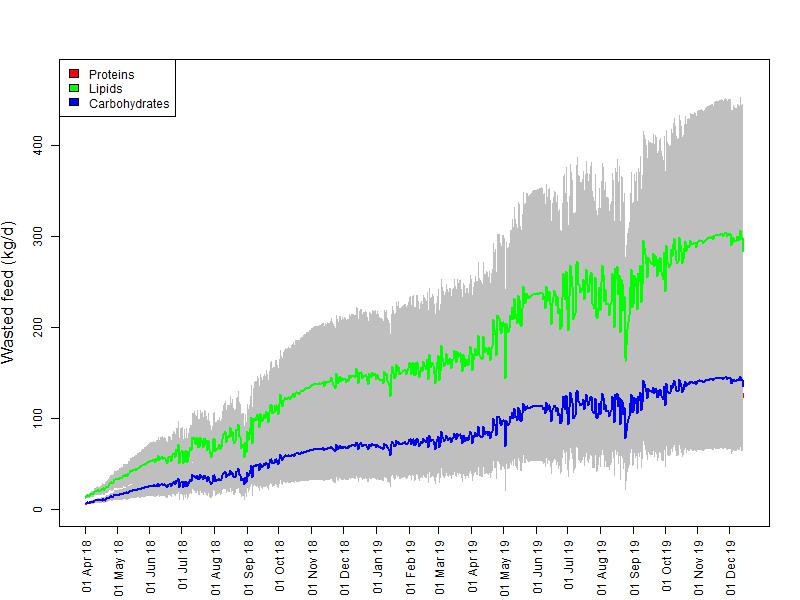 Proteins
Lipids
Carbohydrates
Wasted feed (kg/d)
400
300
200
100
0
01 Apr 18
01 May 18
01 Jun 18
01 Jul 18
01 Aug 18
01 Sep 18
01 Oct 18
01 Nov 18
01 Dec 18
01 Jan 19
01 Feb 19
01 Mar 19
01 Apr 19
01 May 19
01 Jun 19
01 Jul 19
01 Aug 19
01 Sep 19
01 Oct 19
01 Nov 19
01 Dec 19